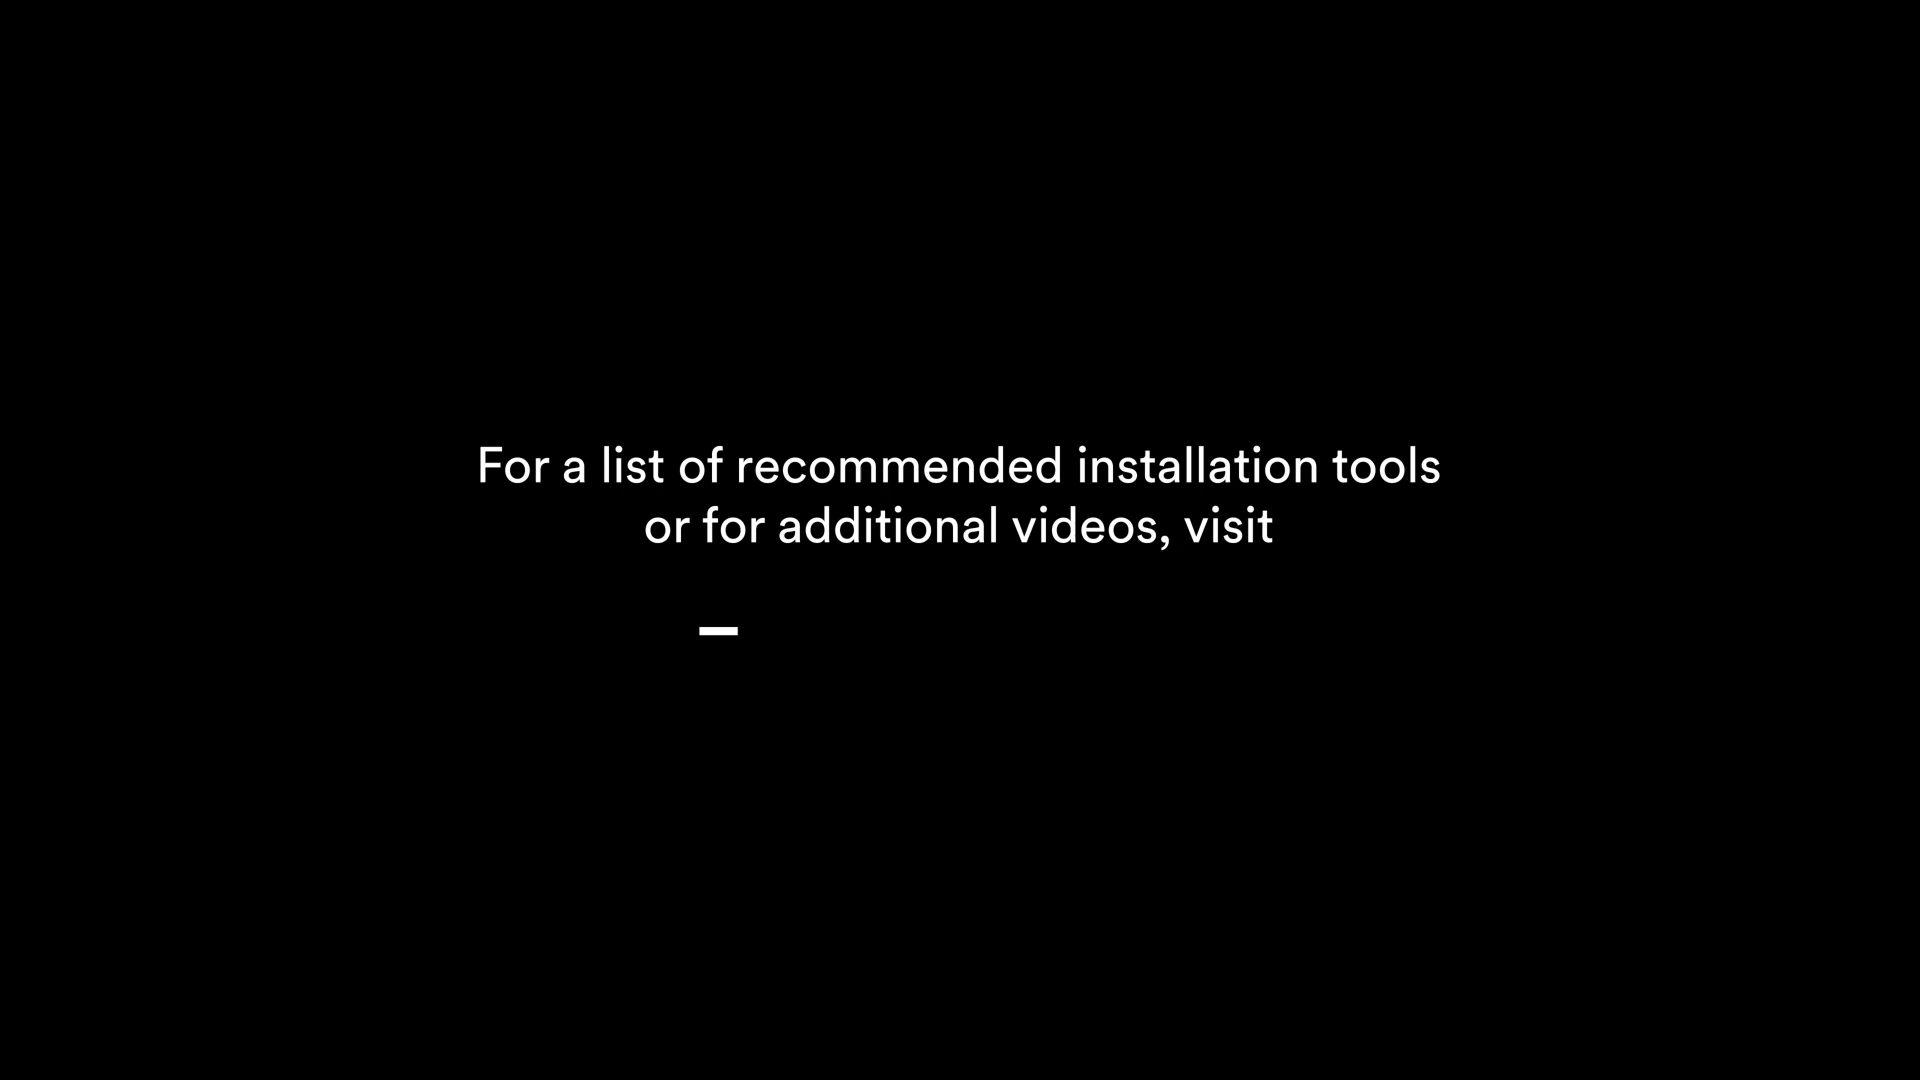 For a list of recommended installation tools
or for additional videos, visit